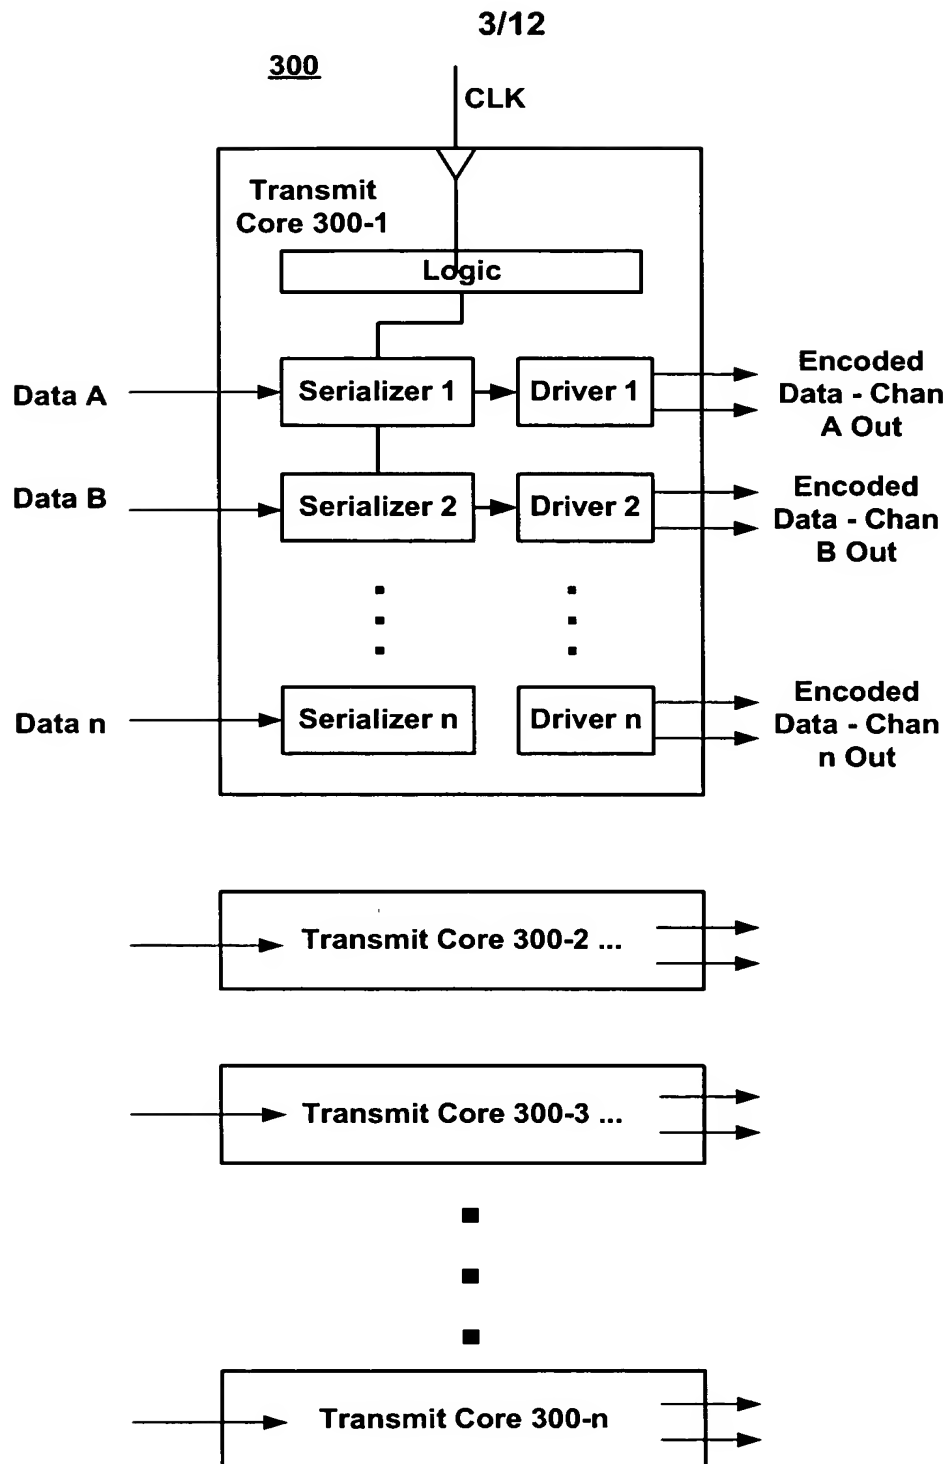 3/12
300
CLK
Transmit
Core 300-1
Logic
Data A
Serializer 1
Driver 1
Encoded
Data - Chan
A Out
Data B
Serializer 2
Driver 2
Encoded
Data - Chan
B Out
Data n
Serializer n
Driver n
Encoded
Data - Chan
n Out
Transmit Core 300-2 ...
Transmit Core 300-3 ...
Transmit Core 300-n